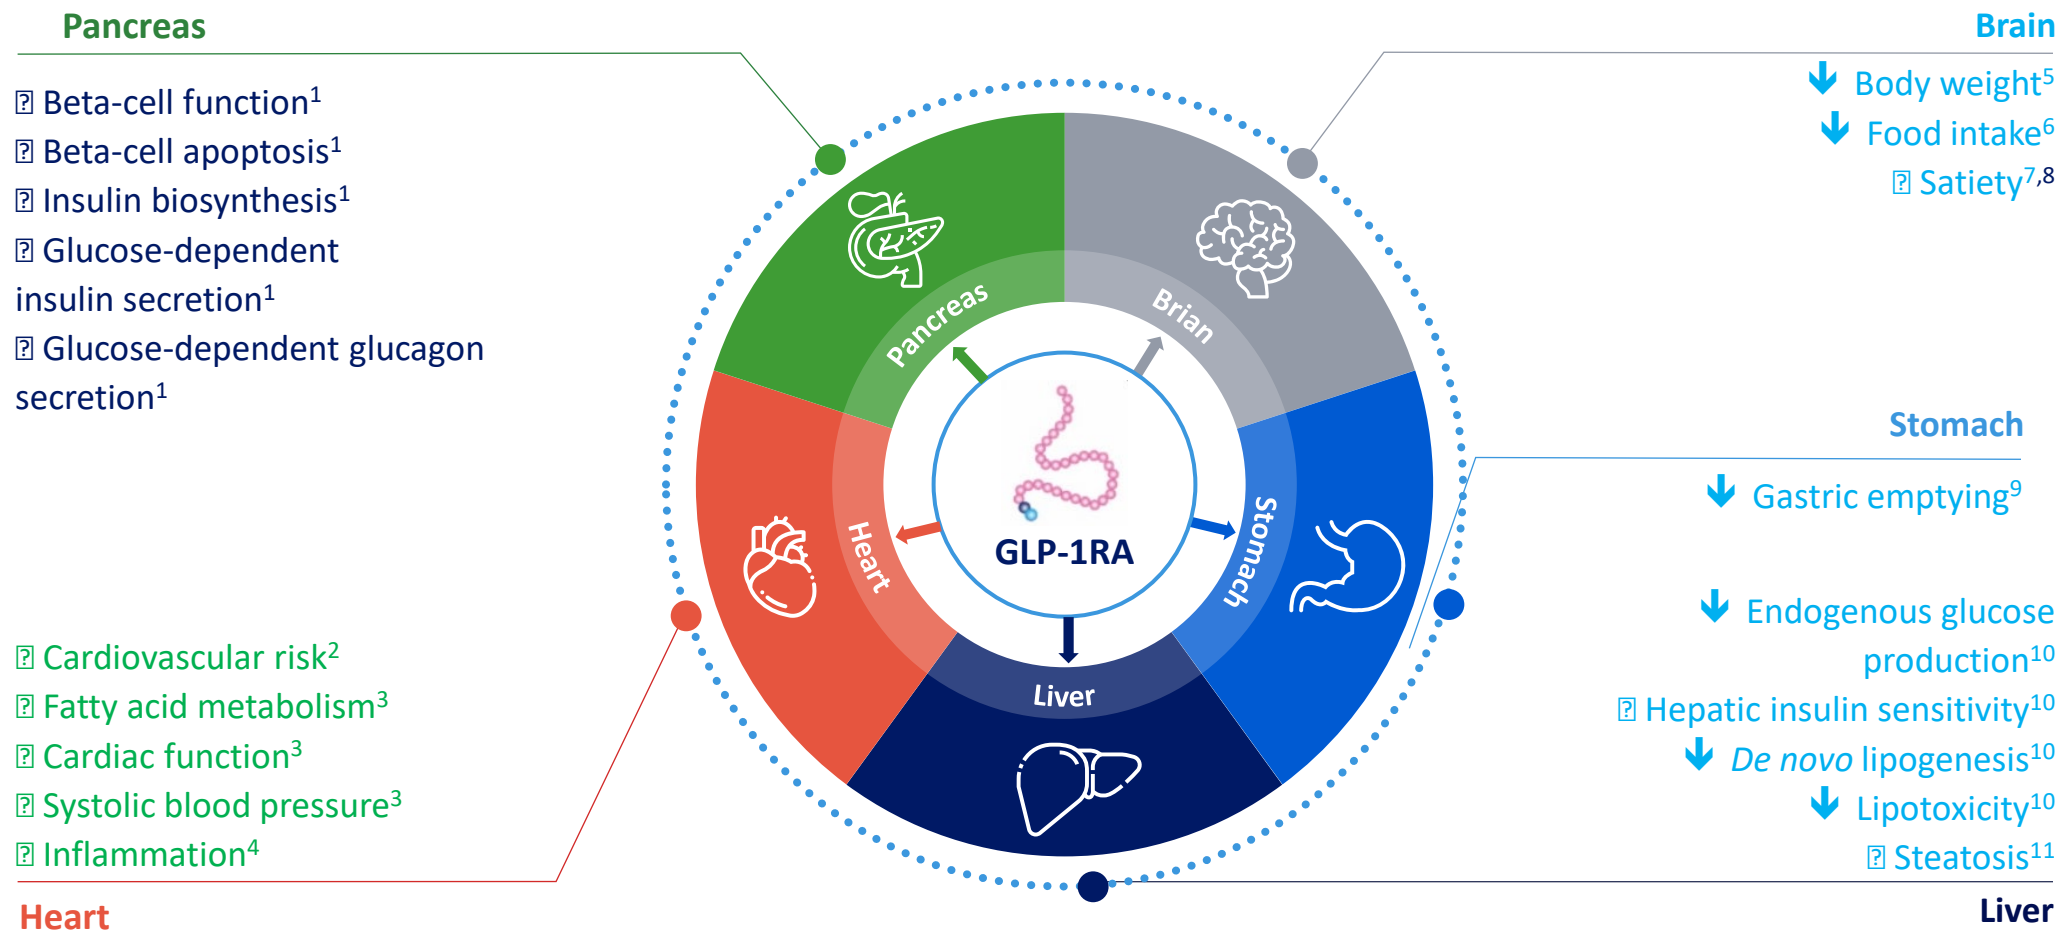 Pancreas
⍰ Beta-cell function¹
⍰ Beta-cell apoptosis¹
⍰ Insulin biosynthesis¹
⍰ Glucose-dependent
insulin secretion¹
⍰ Glucose-dependent glucagon
secretion¹
Brain
↓ Body weight⁵
↓ Food intake⁶
⍰ Satiety⁷,⁸
Pancreas
Brian
Stomach
Liver
Heart
GLP-1RA
Stomach
↓ Gastric emptying⁹
↓ Endogenous glucose
production¹⁰
⍰ Hepatic insulin sensitivity¹⁰
↓ De novo lipogenesis¹⁰
↓ Lipotoxicity¹⁰
⍰ Steatosis¹¹
Liver
⍰ Cardiovascular risk²
⍰ Fatty acid metabolism³
⍰ Cardiac function³
⍰ Systolic blood pressure³
⍰ Inflammation⁴
Heart